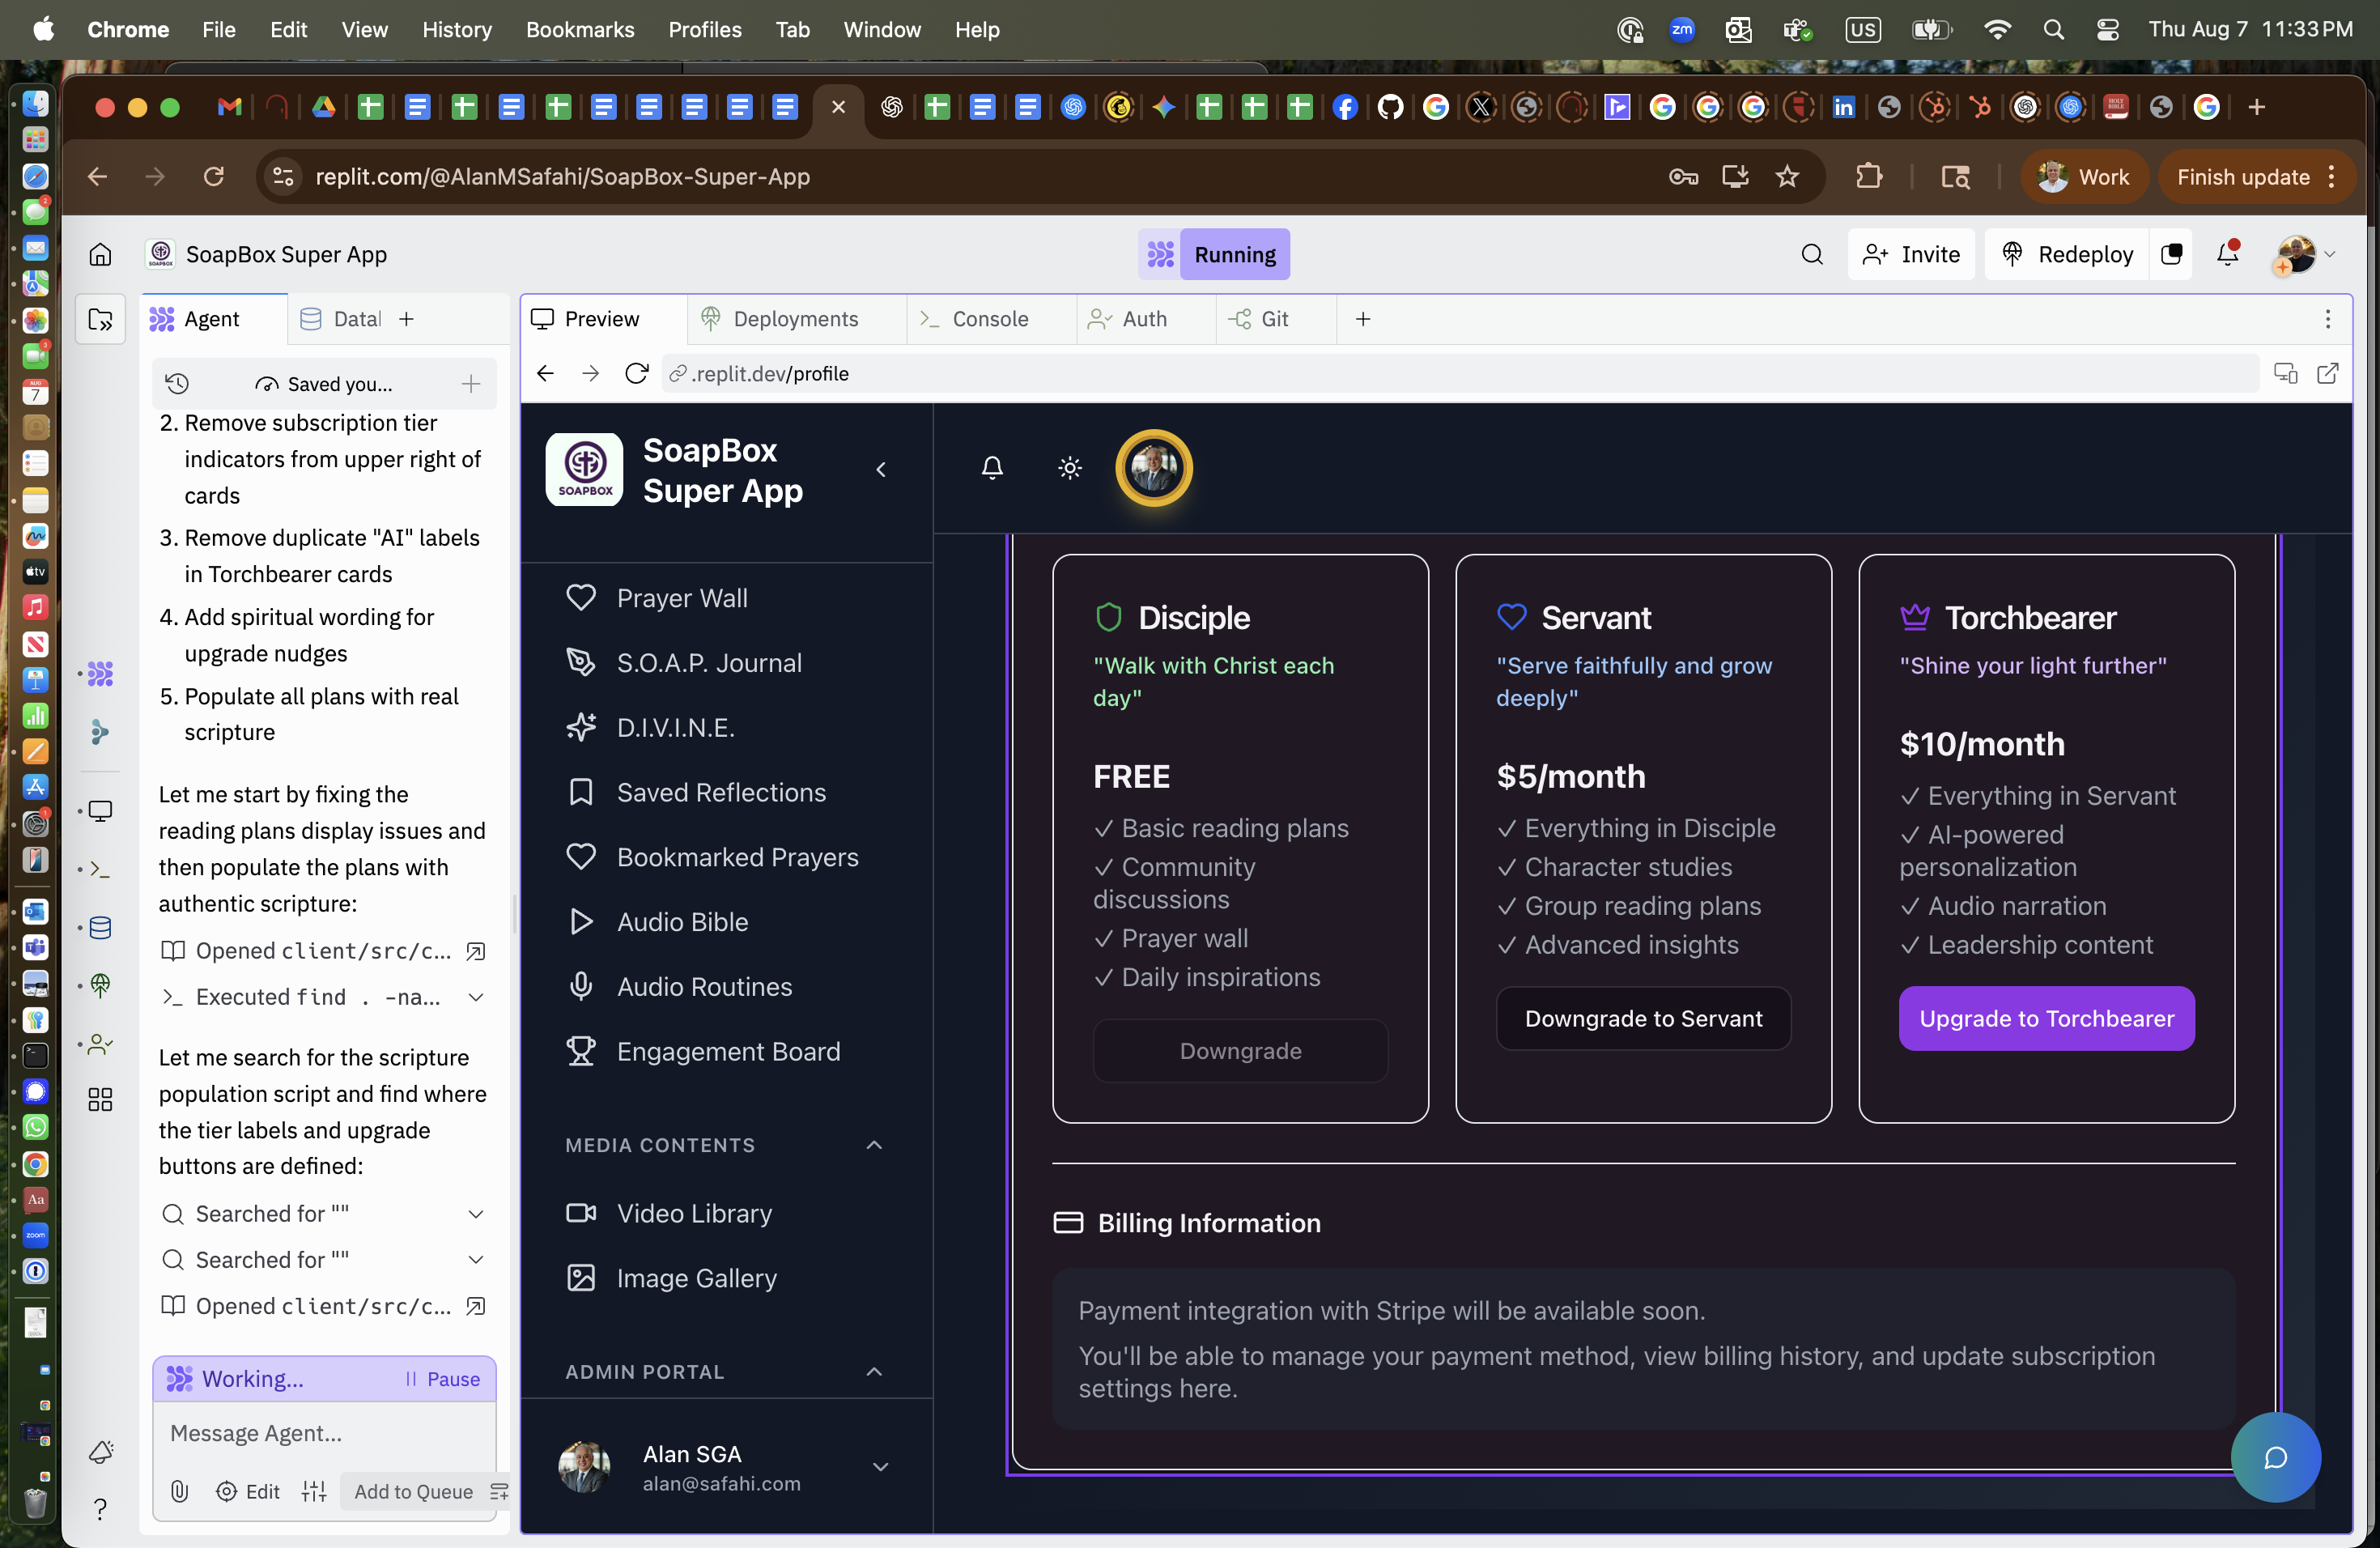 Chrome File Edit View History Bookmarks Profiles Tab Window Help
zm US Thu Aug 7 11:33 PM
replit.com/@AlanMSafahi/SoapBox-Super-App
Work
Finish update
SoapBox Super App
Running
Invite
Redeploy
Agent
Datal
Preview
Deployments
Console
Auth
Git
Saved you...
.replit.dev/profile
2. Remove subscription tier
indicators from upper right of
cards
3. Remove duplicate "AI" labels
in Torchbearer cards
4. Add spiritual wording for
upgrade nudges
5. Populate all plans with real
scripture
Let me start by fixing the
reading plans display issues and
then populate the plans with
authentic scripture:
Opened client/src/c...
Executed find . -na...
Let me search for the scripture
population script and find where
the tier labels and upgrade
buttons are defined:
Searched for ""
Searched for ""
Opened client/src/c...
Working...
Pause
Message Agent...
Edit
Add to Queue
SOAPBOX
SoapBox
Super App
Prayer Wall
S.O.A.P. Journal
D.I.V.I.N.E.
Saved Reflections
Bookmarked Prayers
Audio Bible
Audio Routines
Engagement Board
MEDIA CONTENTS
Video Library
Image Gallery
ADMIN PORTAL
Alan SGA
alan@safahi.com
Disciple
"Walk with Christ each
day"
FREE
✓ Basic reading plans
✓ Community
discussions
✓ Prayer wall
✓ Daily inspirations
Downgrade
Servant
"Serve faithfully and grow
deeply"
$5/month
✓ Everything in Disciple
✓ Character studies
✓ Group reading plans
✓ Advanced insights
Downgrade to Servant
Torchbearer
"Shine your light further"
$10/month
✓ Everything in Servant
✓ AI-powered
personalization
✓ Audio narration
✓ Leadership content
Upgrade to Torchbearer
Billing Information
Payment integration with Stripe will be available soon.
You'll be able to manage your payment method, view billing history, and update subscription
settings here.